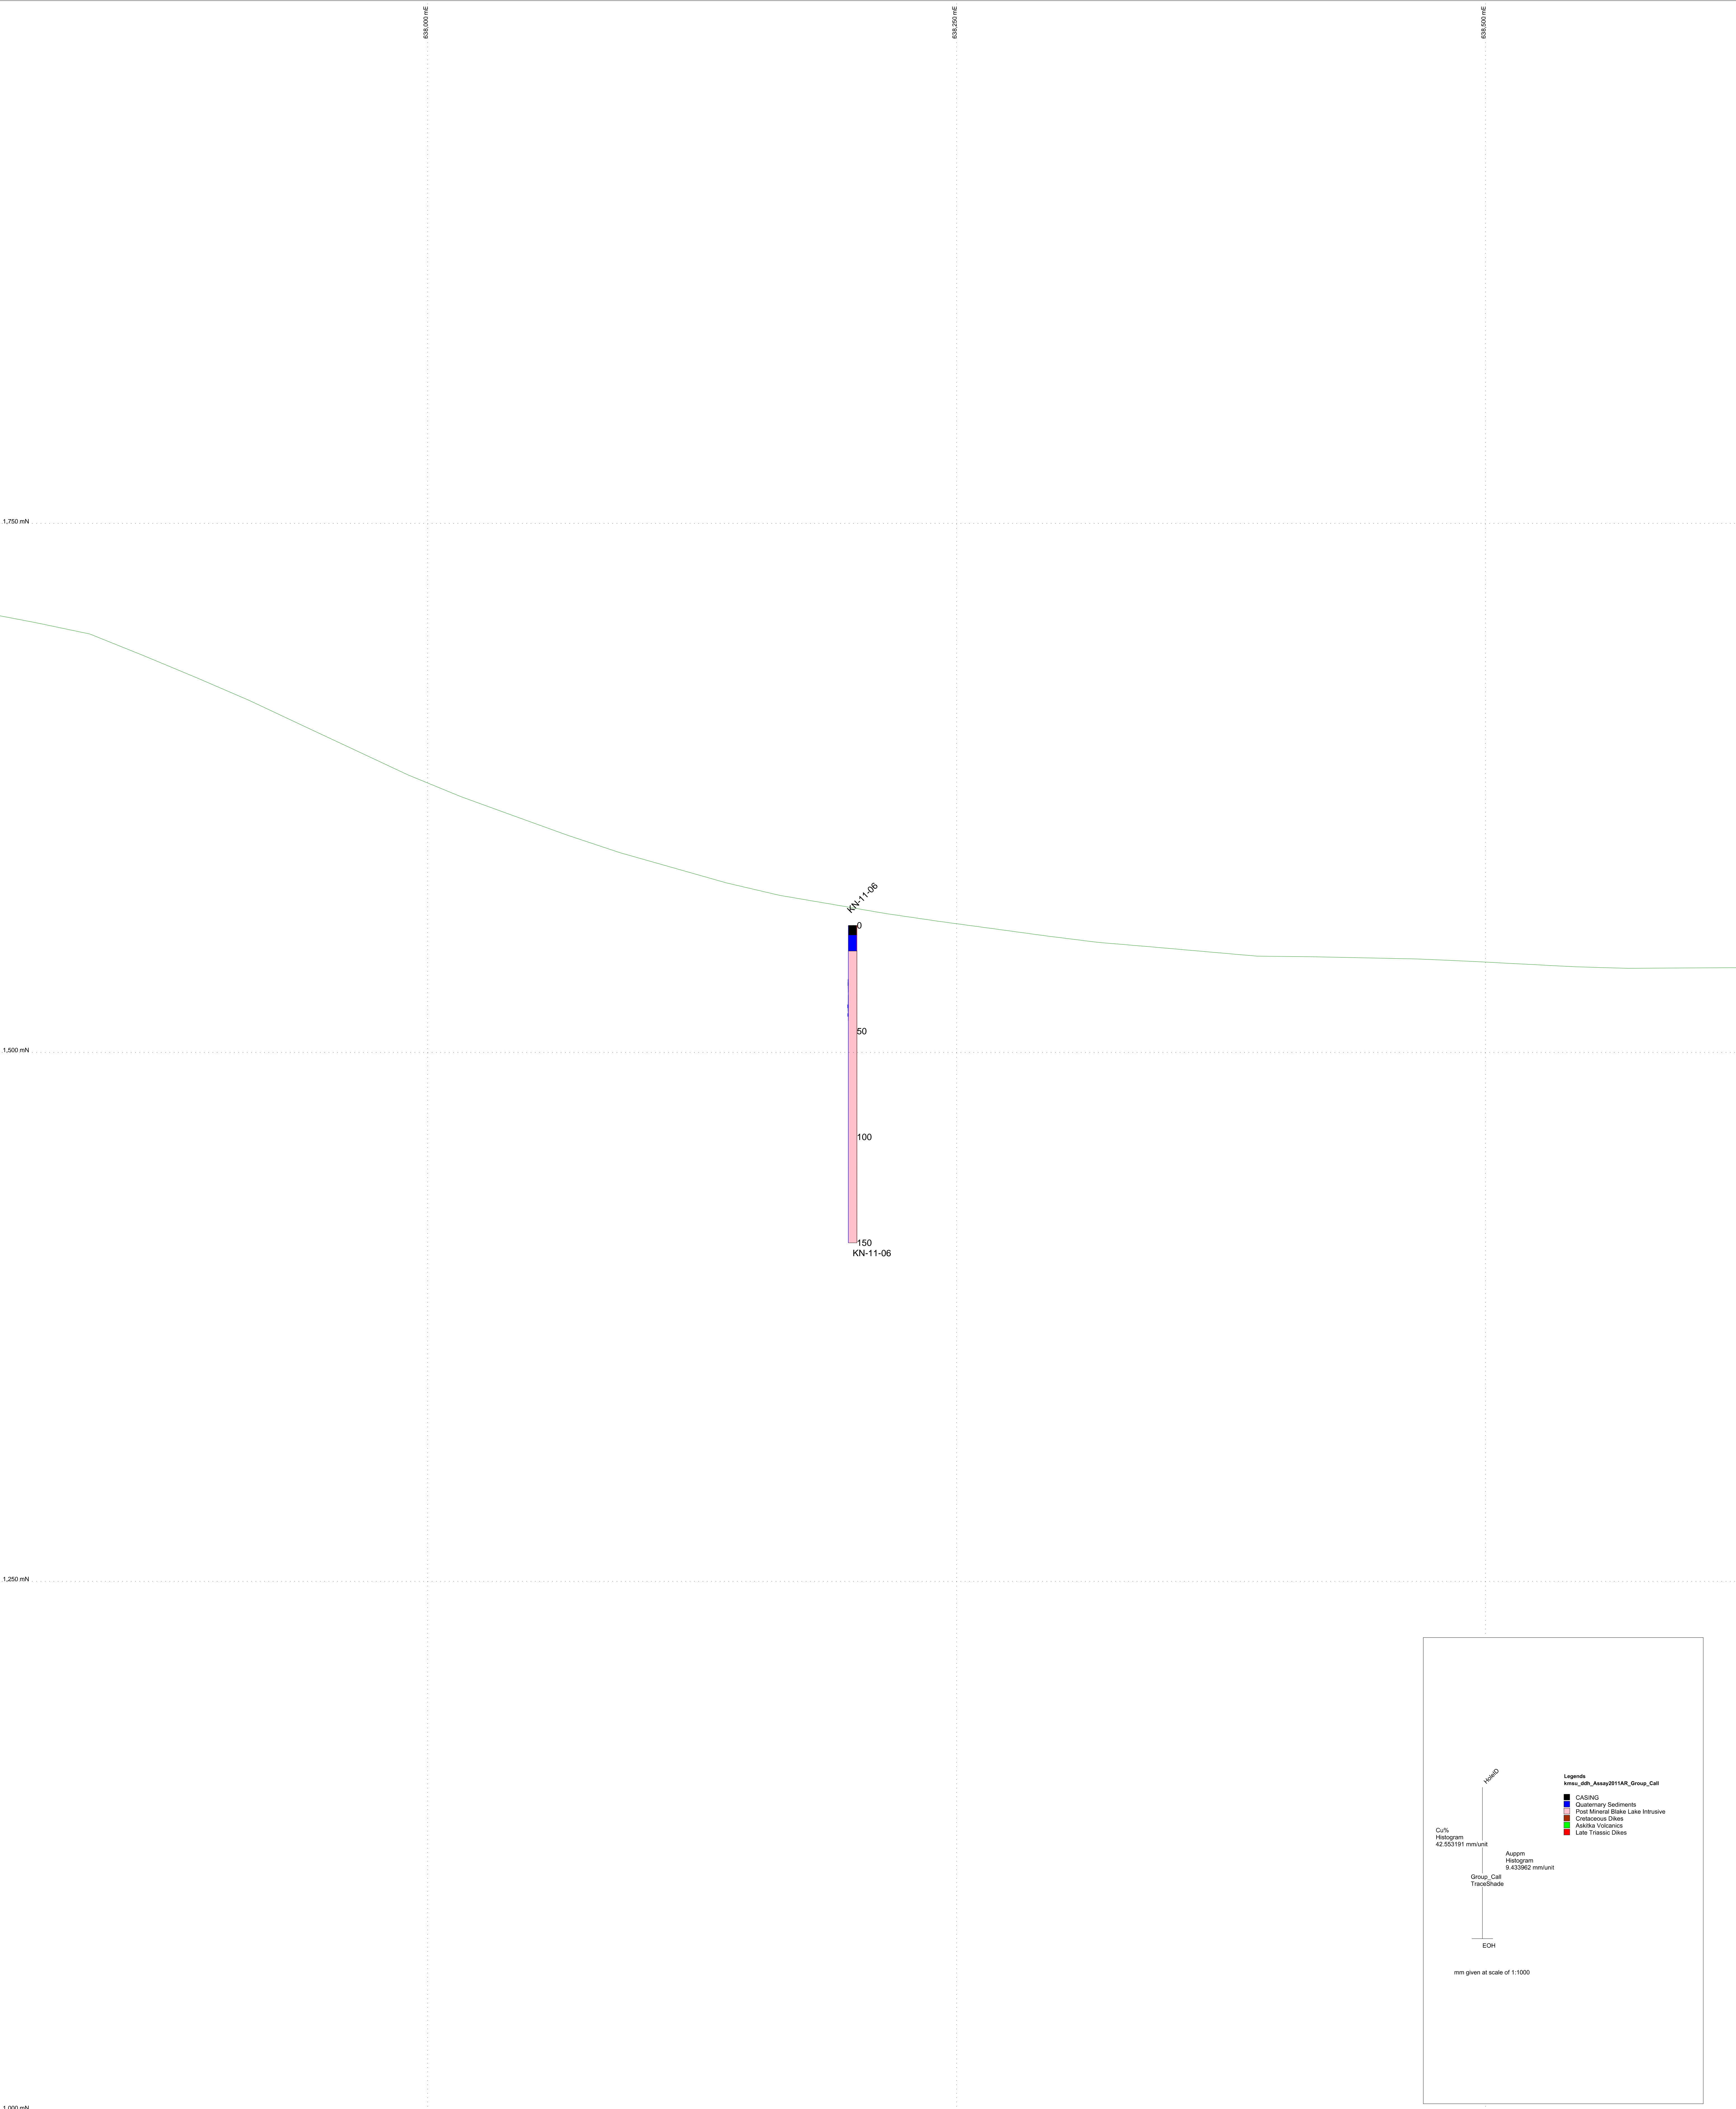 638,000 mE
638,250 mE
638,500 mE
1,750 mN
KN-11-06
0
50
1,500 mN
100
150
KN-11-06
1,250 mN
HoleID
Cu%
Histogram
42.553191 mm/unit
Auppm
Histogram
9.433962 mm/unit
Group_Call
TraceShade
EOH
mm given at scale of 1:1000
Legends
kmsu_ddh_Assay2011AR_Group_Call
CASING
Quaternary Sediments
Post Mineral Blake Lake Intrusive
Cretaceous Dikes
Askitka Volcanics
Late Triassic Dikes
1,000 mN